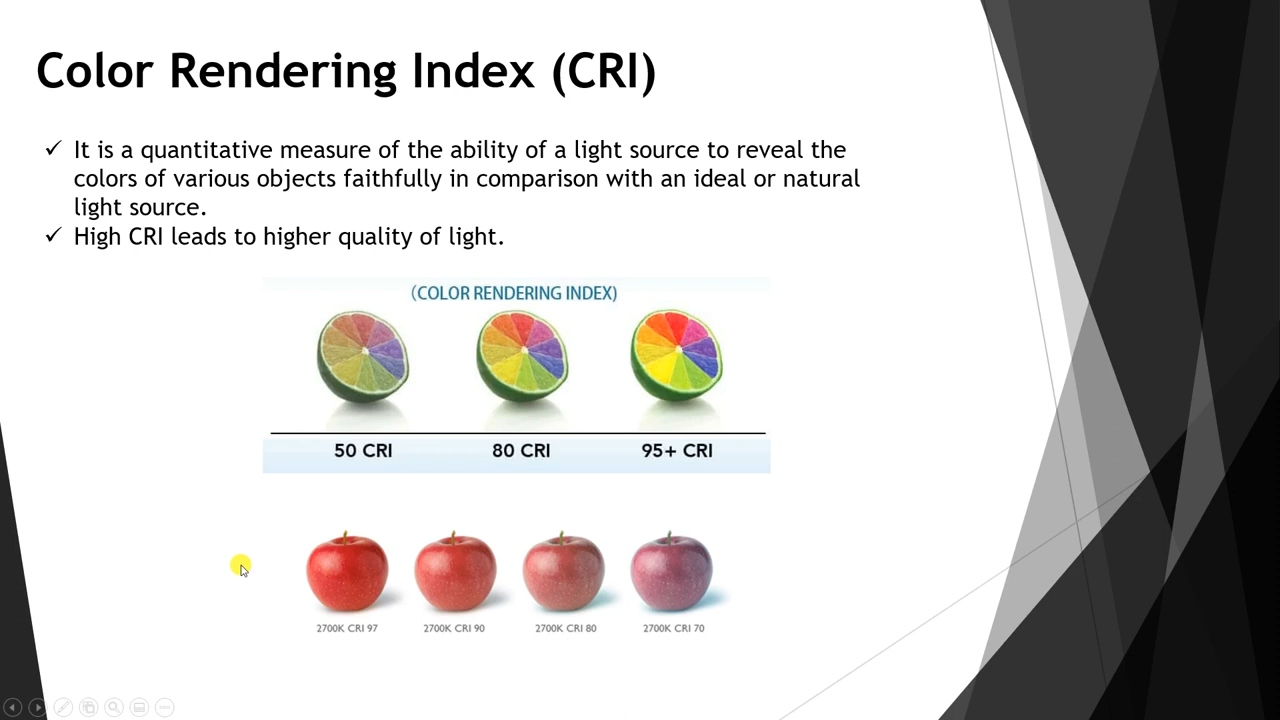 Color Rendering Index (CRI)
✓ It is a quantitative measure of the ability of a light source to reveal the
colors of various objects faithfully in comparison with an ideal or natural
light source.
✓ High CRI leads to higher quality of light.
(COLOR RENDERING INDEX)
50 CRI 80 CRI 95+ CRI
2700K CRI 97 2700K CRI 90 2700K CRI 80 2700K CRI 70